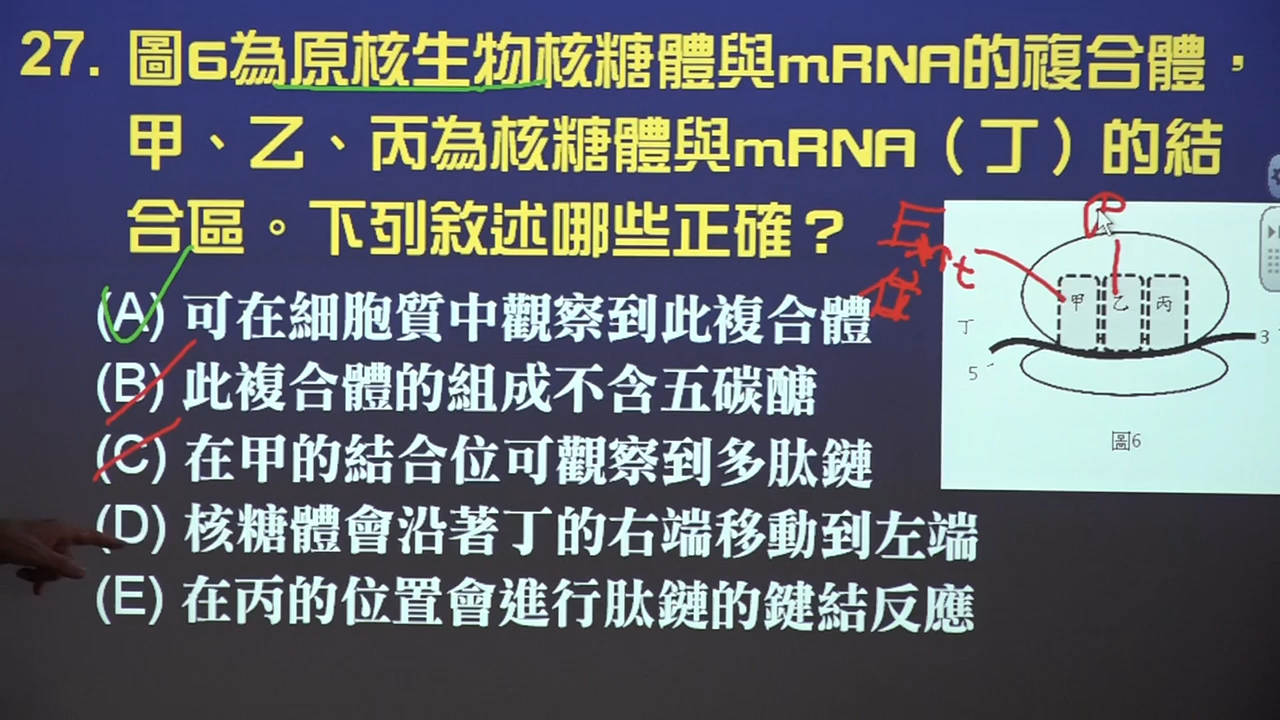 27. 圖6為原核生物核糖體與mRNA的複合體，
甲、乙、丙為核糖體與mRNA（丁）的結
合區。下列敘述哪些正確？
(A) 可在細胞質中觀察到此複合體
(B) 此複合體的組成不含五碳醣
(C) 在甲的結合位可觀察到多肽鏈
(D) 核糖體會沿著丁的右端移動到左端
(E) 在丙的位置會進行肽鏈的鍵結反應
Exit
位
P
甲 乙 丙
丁
5
3
圖6